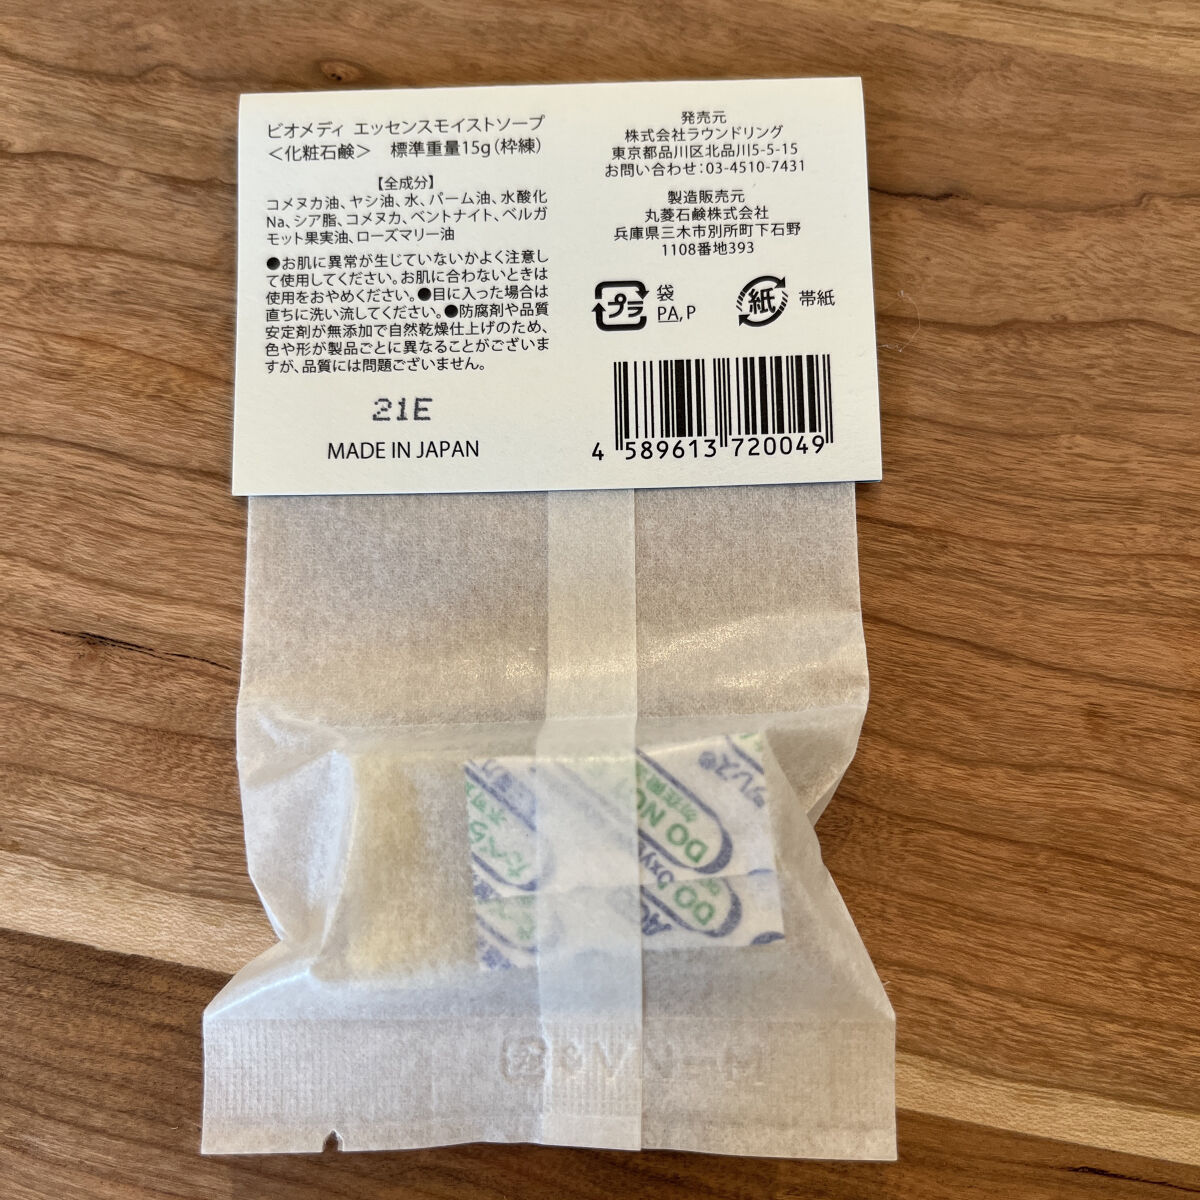 ビオメディ エッセンスモイストソープ
＜化粧石鹸＞ 標準重量15g（枠練）
【全成分】
コメヌカ油、ヤシ油、水、パーム油、水酸化
Na、シア脂、コメヌカ、ベントナイト、ベルガ
モット果実油、ローズマリー油
●お肌に異常が生じていないかよく注意し
て使用してください。お肌に合わないときは
使用をおやめください。●目に入った場合は
直ちに洗い流してください。●防腐剤や品質
安定剤が無添加で自然乾燥仕上げのため、
色や形が製品ごとに異なることがございま
すが、品質には問題ございません。
21E
MADE IN JAPAN
発売元
株式会社ラウンドリング
東京都品川区北品川5-5-15
お問い合わせ：03-4510-7431
製造販売元
丸菱石鹸株式会社
兵庫県三木市別所町下石野
1108番地393
プラ 袋
PA, P
紙 帯紙
4 589613 720049
DO NO
DO